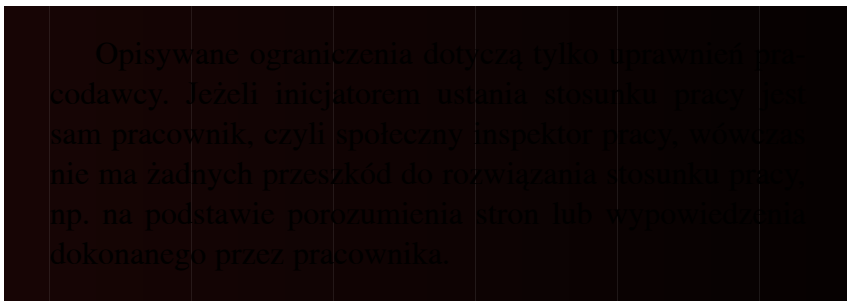 Opisywane ograniczenia dotyczą tylko uprawnień pra-
codawcy. Jeżeli inicjatorem ustania stosunku pracy jest
sam pracownik, czyli społeczny inspektor pracy, wówczas
nie ma żadnych przeszkód do rozwiązania stosunku pracy,
np. na podstawie porozumienia stron lub wypowiedzenia
dokonanego przez pracownika.